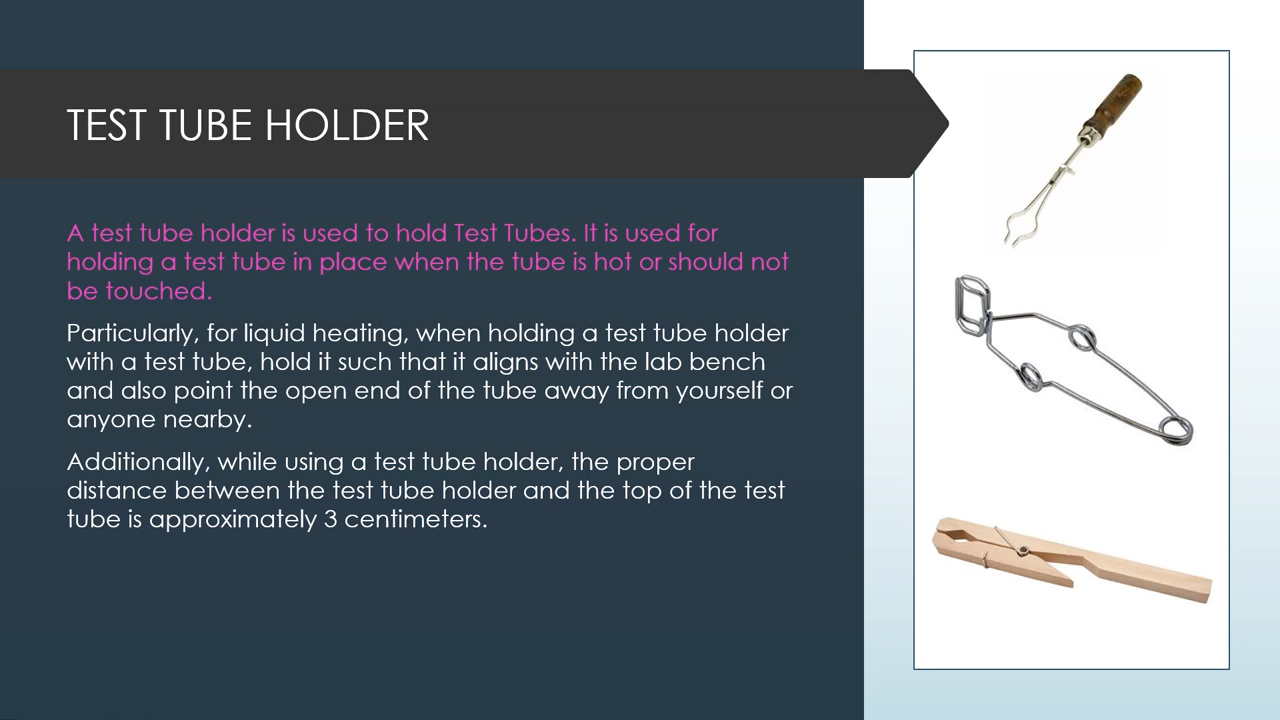 TEST TUBE HOLDER
A test tube holder is used to hold Test Tubes. It is used for
holding a test tube in place when the tube is hot or should not
be touched.
Particularly, for liquid heating, when holding a test tube holder
with a test tube, hold it such that it aligns with the lab bench
and also point the open end of the tube away from yourself or
anyone nearby.
Additionally, while using a test tube holder, the proper
distance between the test tube holder and the top of the test
tube is approximately 3 centimeters.